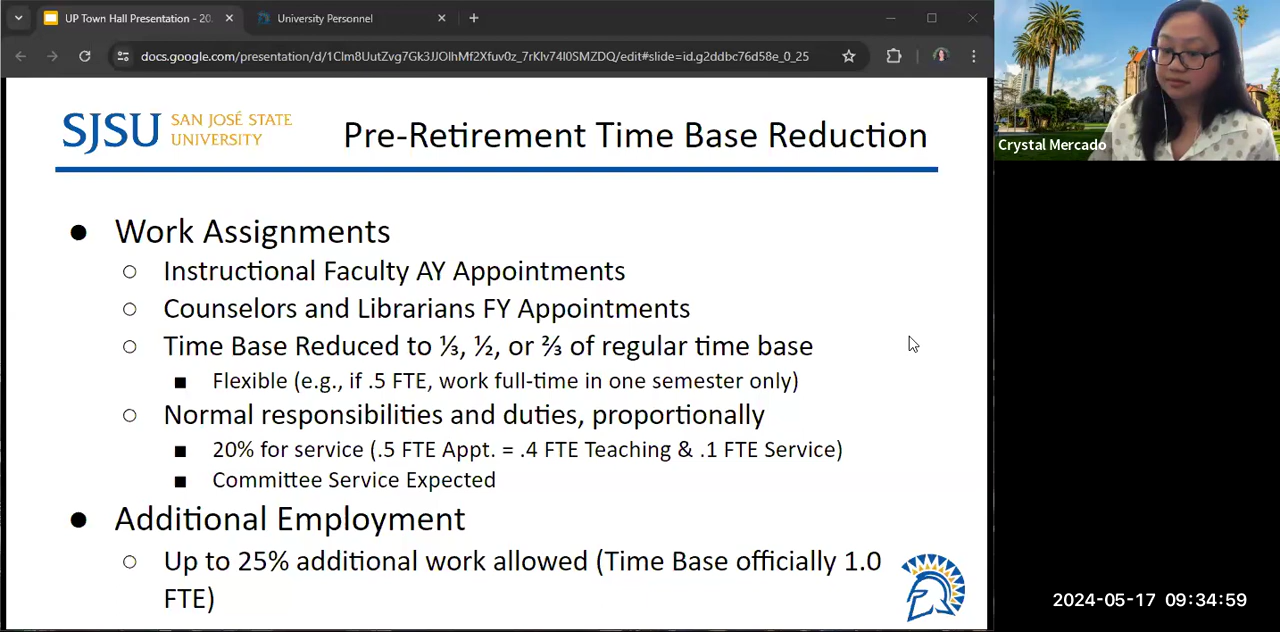 UP Town Hall Presentation - 20
University Personnel
docs.google.com/presentation/d/1Clm8UutZvg7Gk3JJOlhMf2Xfuv0z_7rKlv74l0SMZDQ/edit#slide=id.g2ddbc76d58e_0_25
SJSU SAN JOSÉ STATE
UNIVERSITY
Pre-Retirement Time Base Reduction
Crystal Mercado
● Work Assignments
○ Instructional Faculty AY Appointments
○ Counselors and Librarians FY Appointments
○ Time Base Reduced to ⅓, ½, or ⅔ of regular time base
■ Flexible (e.g., if .5 FTE, work full-time in one semester only)
○ Normal responsibilities and duties, proportionally
■ 20% for service (.5 FTE Appt. = .4 FTE Teaching & .1 FTE Service)
■ Committee Service Expected
● Additional Employment
○ Up to 25% additional work allowed (Time Base officially 1.0
FTE)
2024-05-17 09:34:59